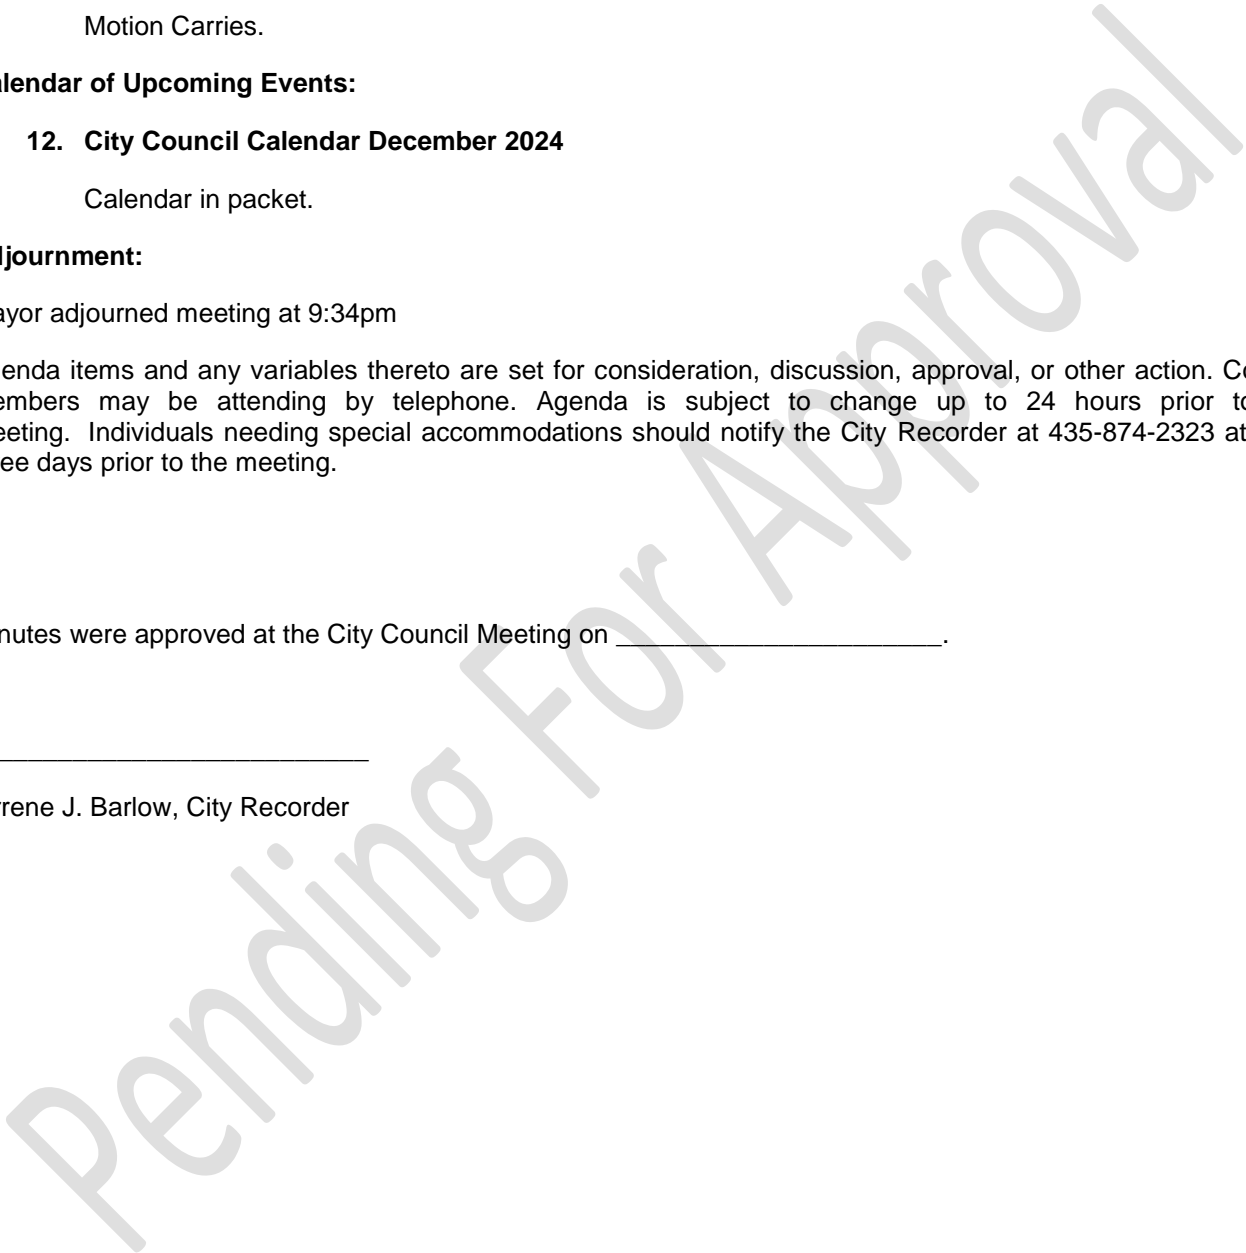 Motion Carries.
alendar of Upcoming Events:
12. City Council Calendar December 2024
Calendar in packet.
djournment:
ayor adjourned meeting at 9:34pm
enda items and any variables thereto are set for consideration, discussion, approval, or other action. Co
embers may be attending by telephone. Agenda is subject to change up to 24 hours prior to
eeting. Individuals needing special accommodations should notify the City Recorder at 435-874-2323 at
ree days prior to the meeting.
nutes were approved at the City Council Meeting on ______________________.
_________________________
rene J. Barlow, City Recorder
Pending For Approval